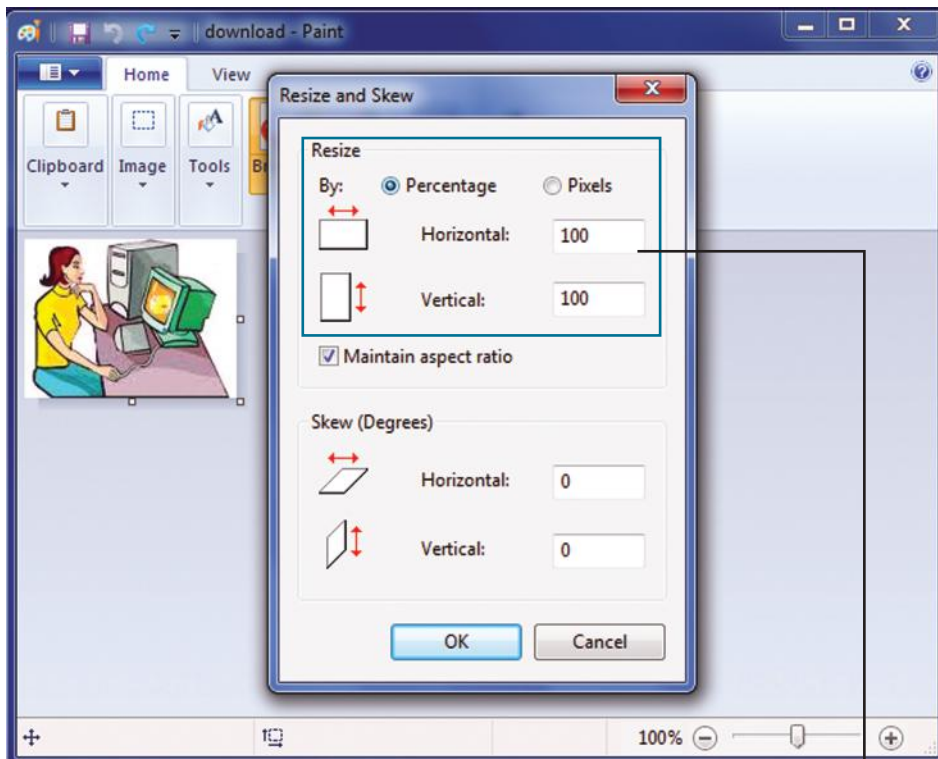 download - Paint
Home View
Resize and Skew
Clipboard Image Tools
Resize
By: Percentage Pixels
Horizontal: 100
Vertical: 100
Maintain aspect ratio
Skew (Degrees)
Horizontal: 0
Vertical: 0
OK Cancel
100%